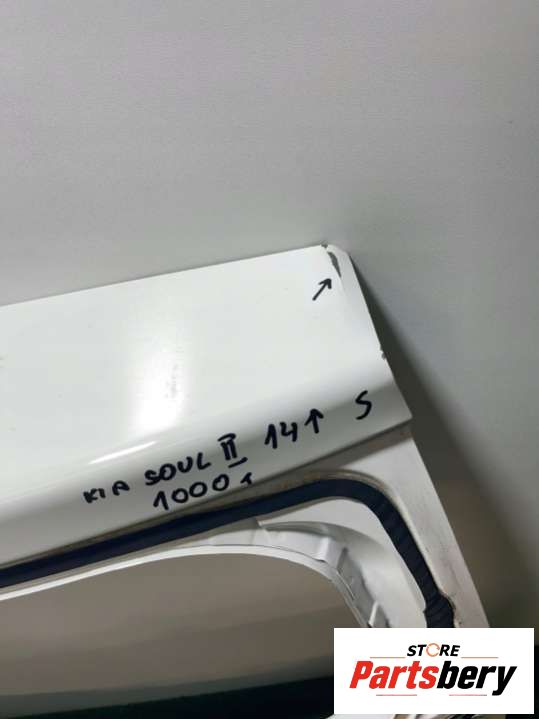 KIA SOUL II 14↑ S
1000
STORE
Partsbery